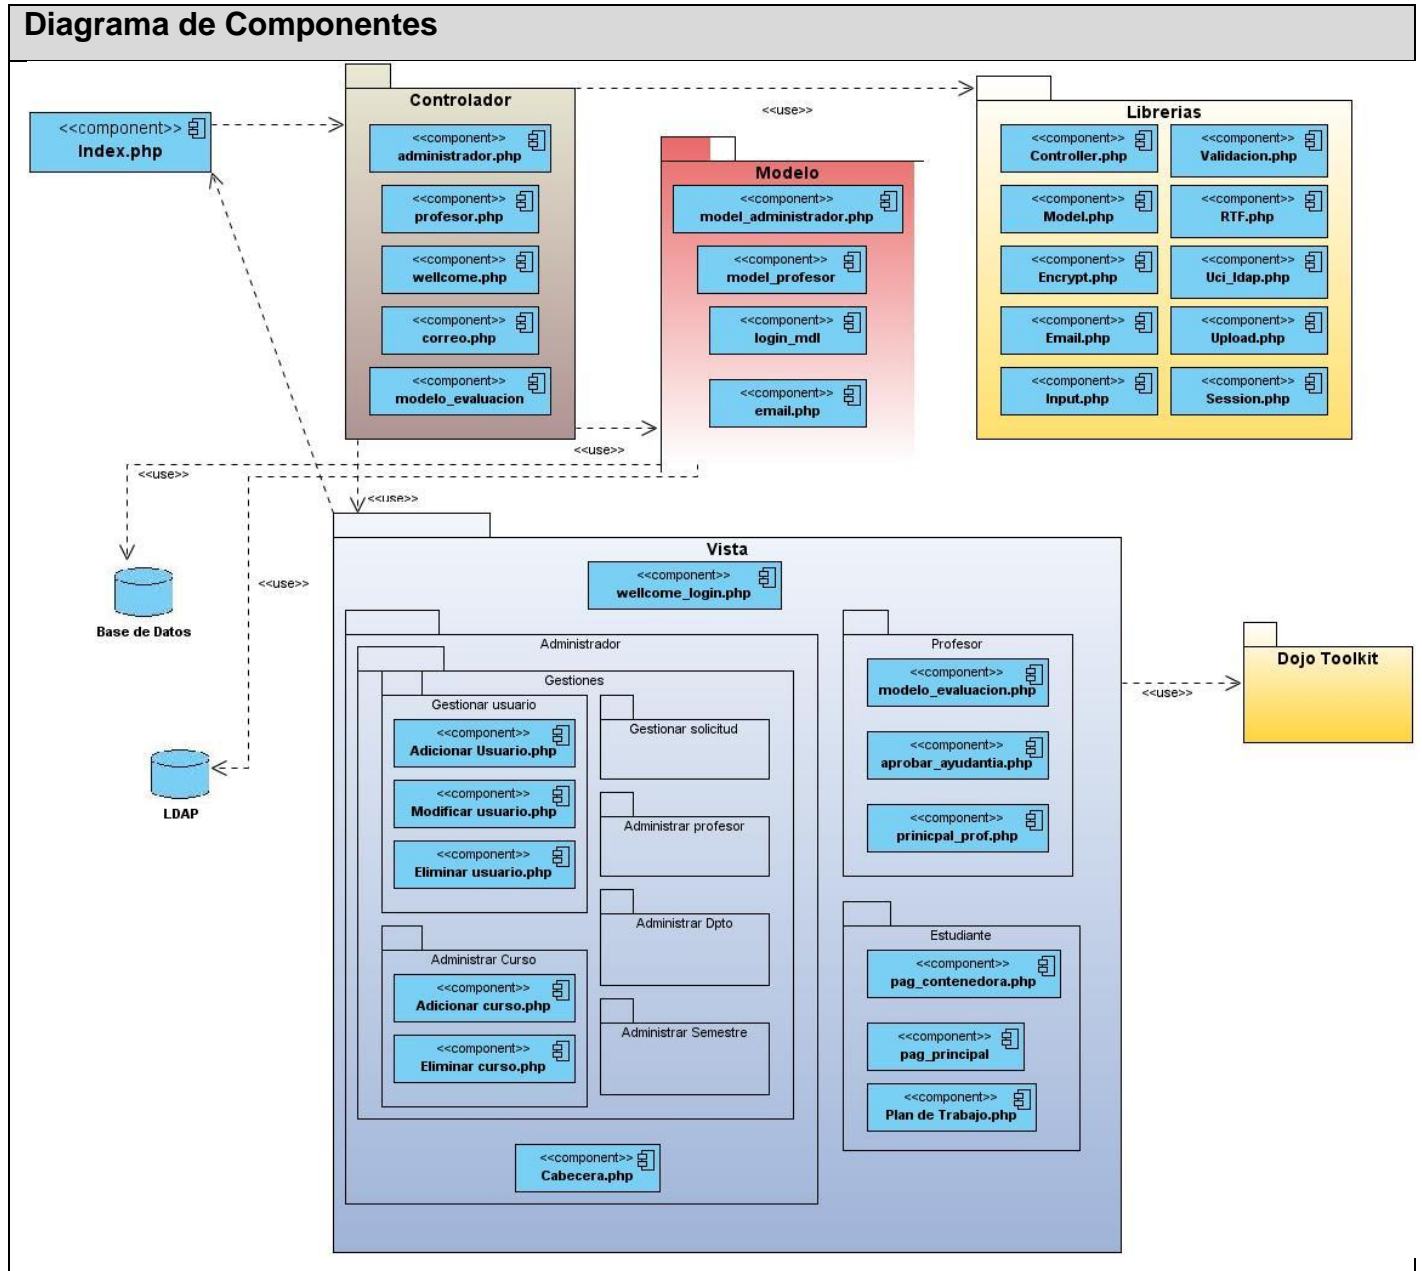 Diagrama de Componentes
<<component>>
Index.php
Controlador
<<component>>
administrador.php
<<component>>
profesor.php
<<component>>
wellcome.php
<<component>>
correo.php
<<component>>
modelo_evaluacion
<<use>>
Modelo
<<component>>
model_administrador.php
<<component>>
model_profesor
<<component>>
login_mdl
<<component>>
email.php
Librerias
<<component>>
Controller.php
<<component>>
Validacion.php
<<component>>
Model.php
<<component>>
RTF.php
<<component>>
Encrypt.php
<<component>>
Uci_ldap.php
<<component>>
Email.php
<<component>>
Upload.php
<<component>>
Input.php
<<component>>
Session.php
<<use>>
<<use>>
<<use>>
<<use>>
Base de Datos
LDAP
Vista
<<component>>
wellcome_login.php
Administrador
Gestiones
Gestionar usuario
<<component>>
Adicionar Usuario.php
<<component>>
Modificar usuario.php
<<component>>
Eliminar usuario.php
Administrar Curso
<<component>>
Adicionar curso.php
<<component>>
Eliminar curso.php
Gestionar solicitud
Administrar profesor
Administrar Dpto
Administrar Semestre
<<component>>
Cabecera.php
Profesor
<<component>>
modelo_evaluacion.php
<<component>>
aprobar_ayudantia.php
<<component>>
prinicpal_prof.php
Estudiante
<<component>>
pag_contenedora.php
<<component>>
pag_principal
<<component>>
Plan de Trabajo.php
<<use>>
Dojo Toolkit